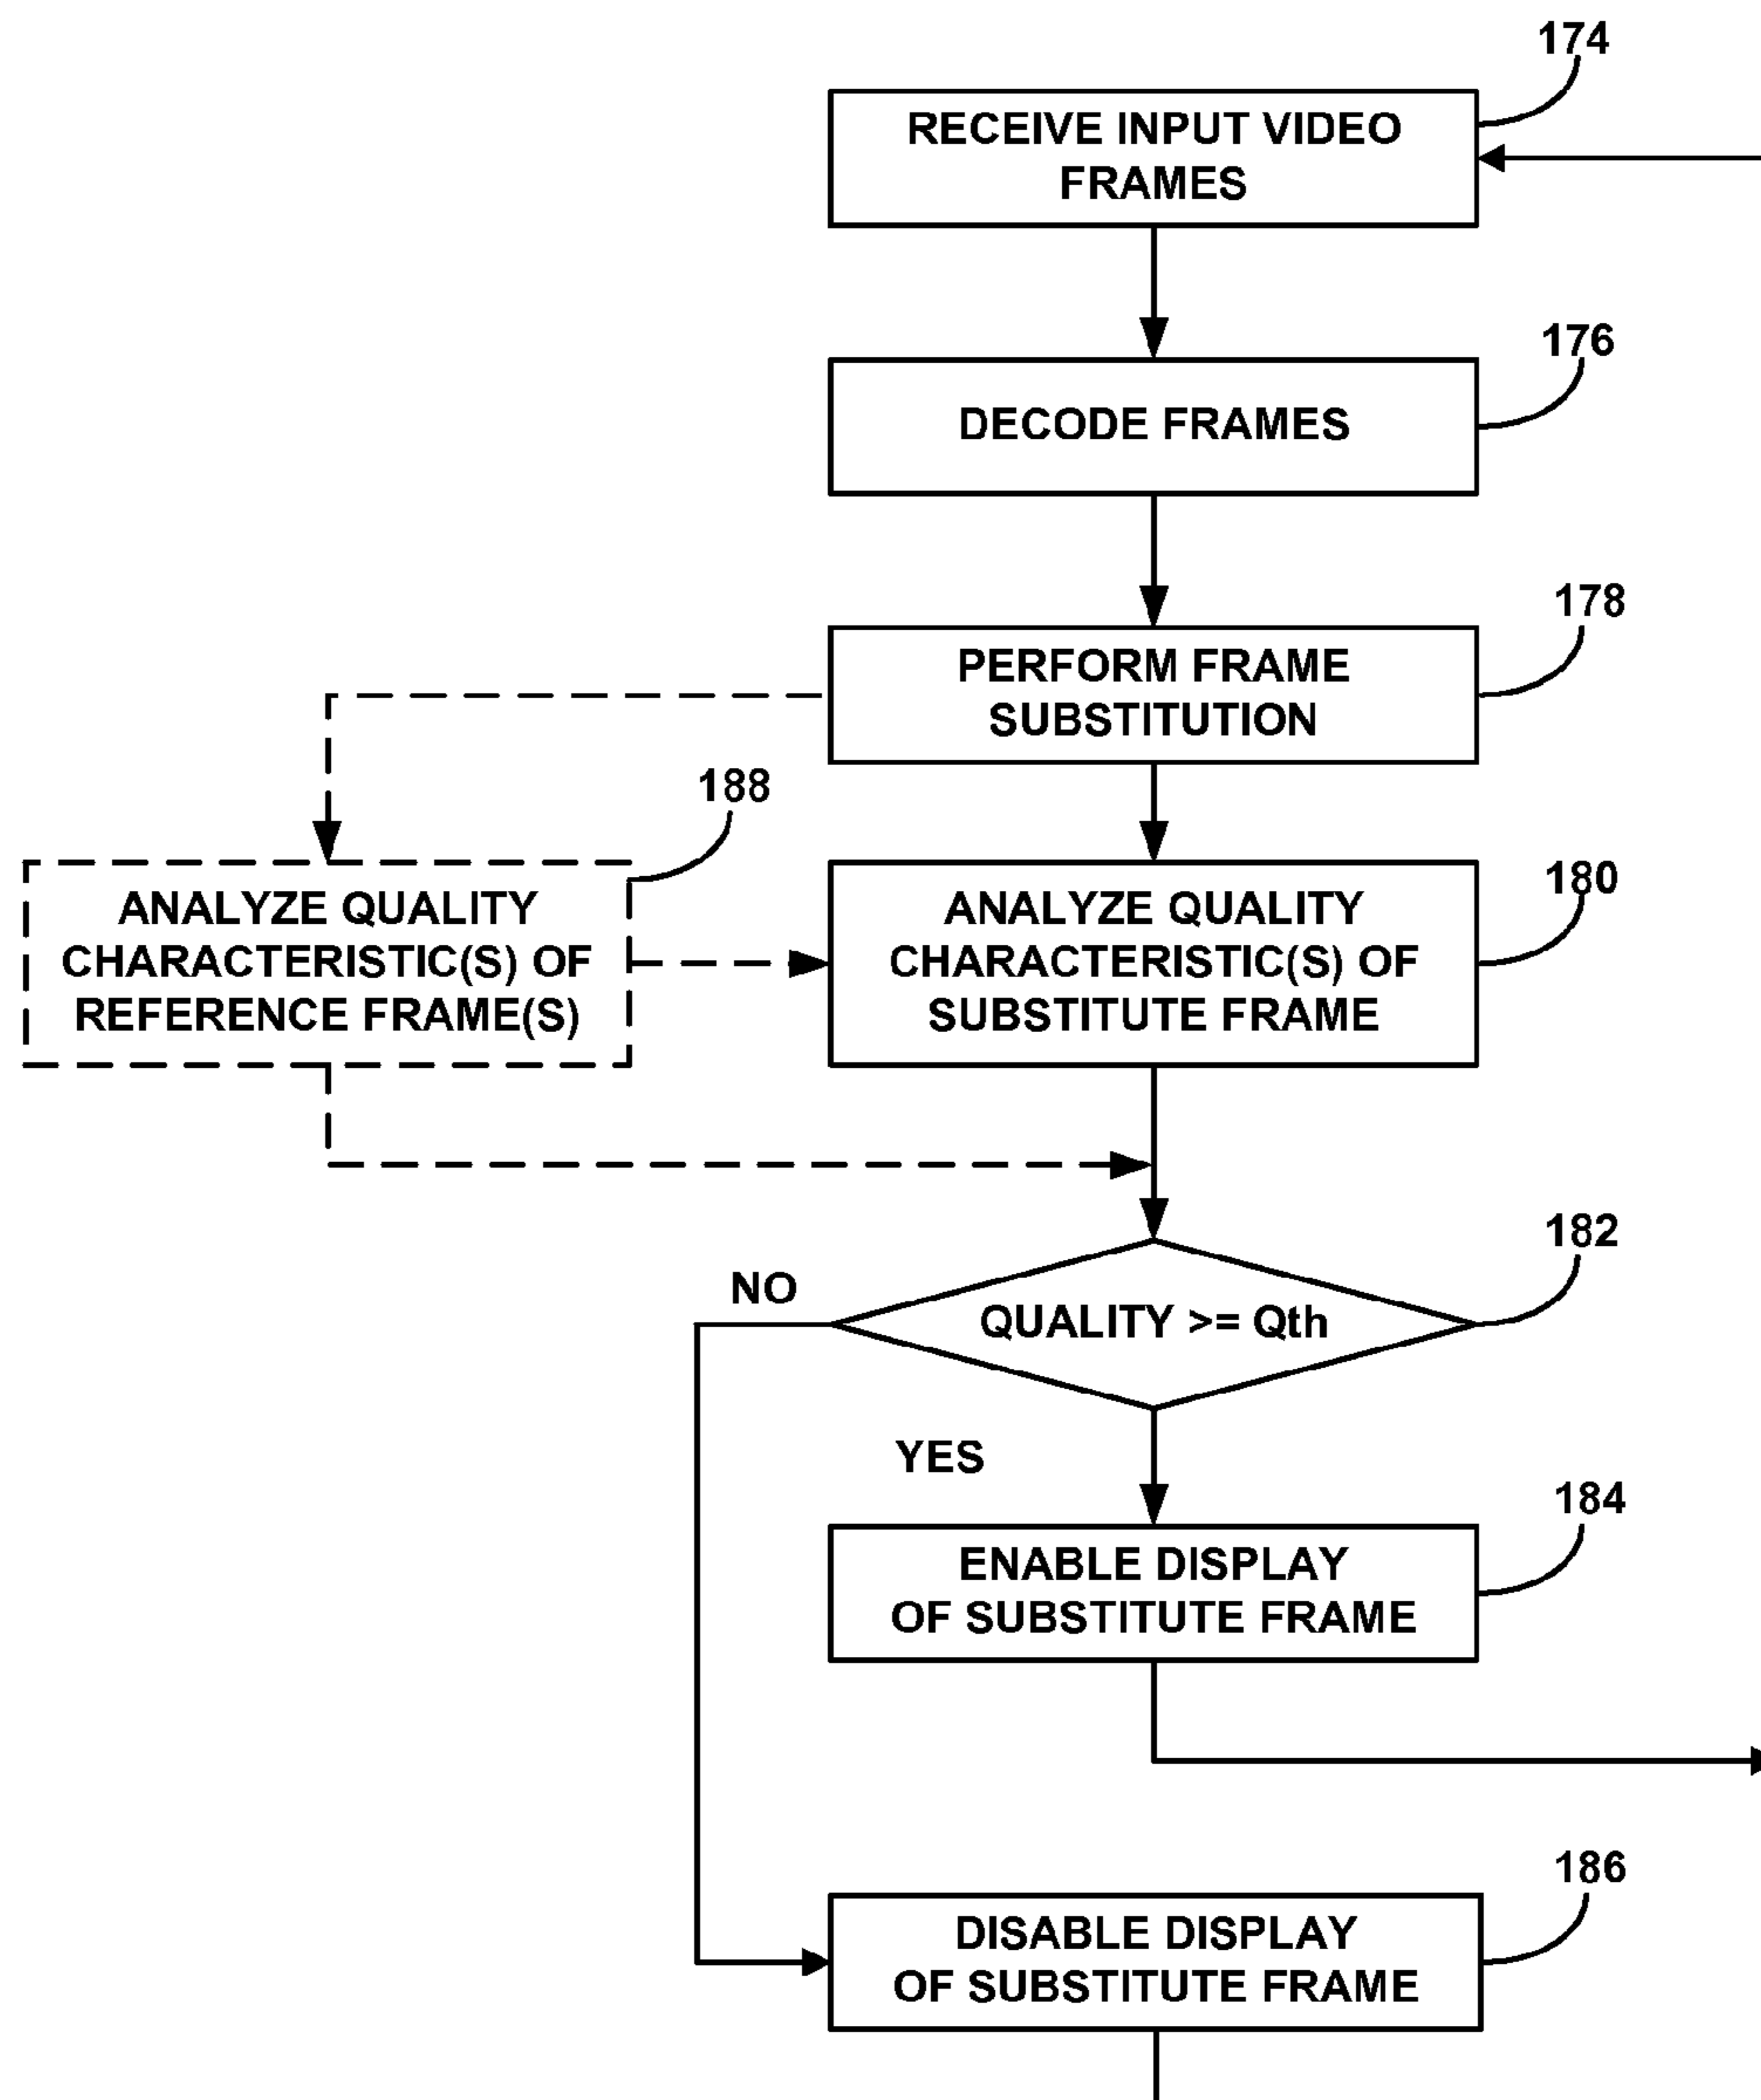 174
RECEIVE INPUT VIDEO
FRAMES
176
DECODE FRAMES
178
PERFORM FRAME
SUBSTITUTION
188
ANALYZE QUALITY
CHARACTERISTIC(S) OF
REFERENCE FRAME(S)
180
ANALYZE QUALITY
CHARACTERISTIC(S) OF
SUBSTITUTE FRAME
182
NO
QUALITY >= Qth
YES
184
ENABLE DISPLAY
OF SUBSTITUTE FRAME
186
DISABLE DISPLAY
OF SUBSTITUTE FRAME